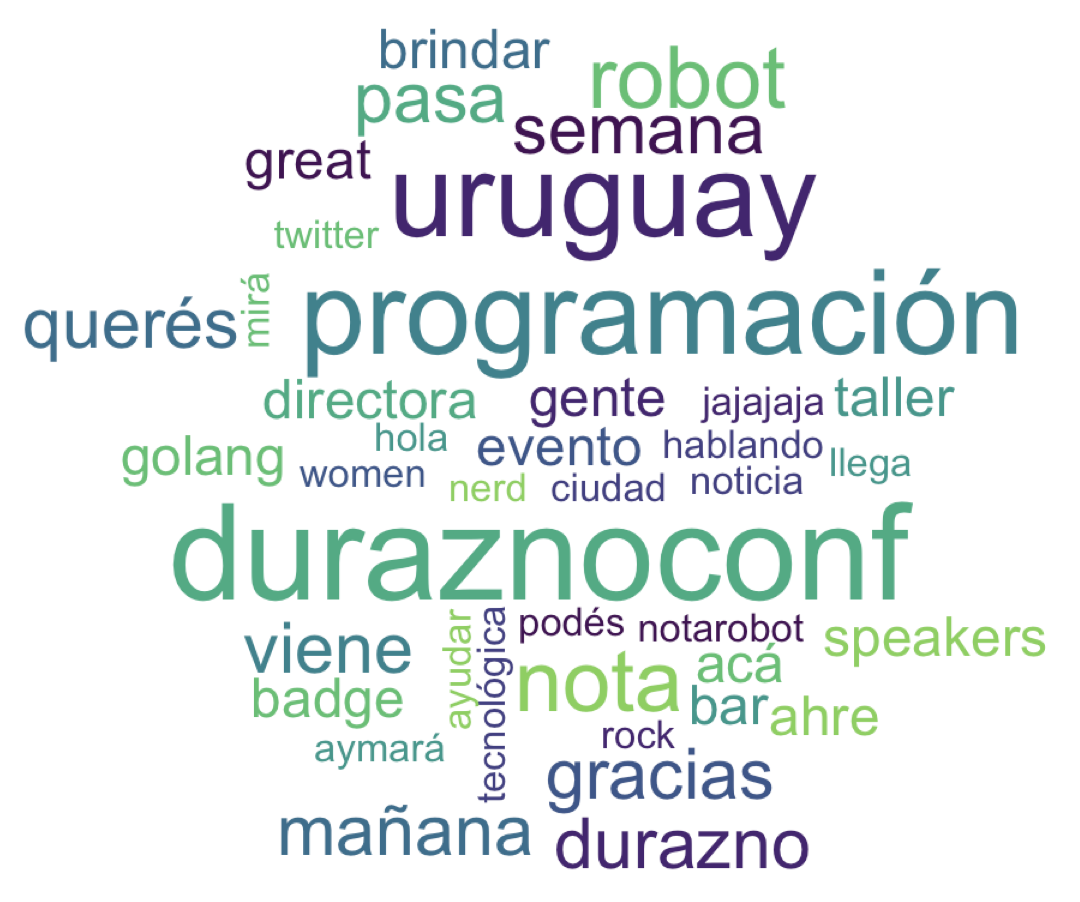 brindar
robot
pasa
semana
great
uruguay
twitter
querés
mirá
programación
directora
gente
jajajaja
taller
golang
hola
evento
hablando
llega
women
nerd
ciudad
noticia
duraznoconf
viene
ayudar
tecnológica
podés
notarobot
speakers
badge
nota
acá
bar
ahre
aymará
rock
gracias
mañana
durazno